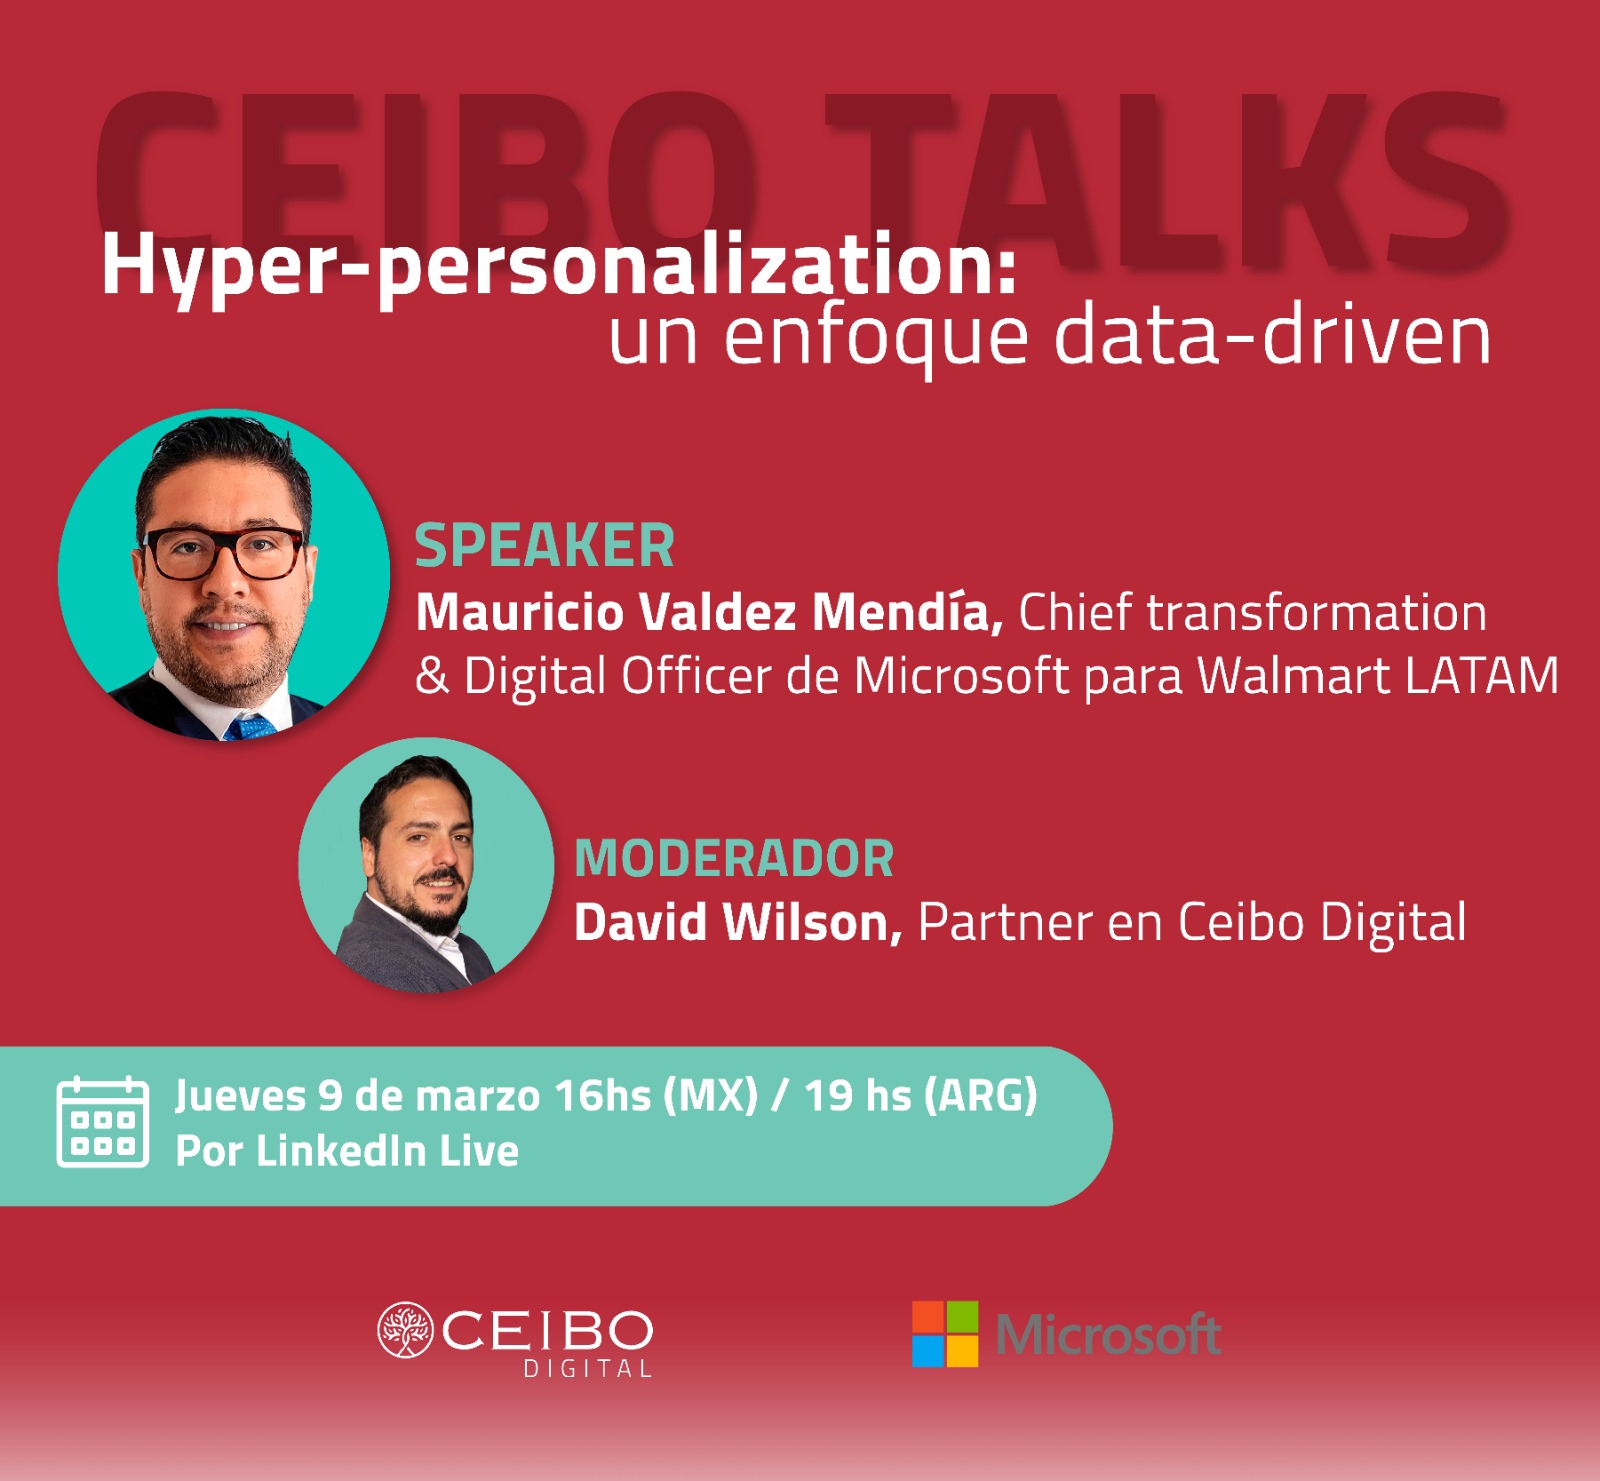 CEIBO TALKS
Hyper-personalization:
un enfoque data-driven
SPEAKER
Mauricio Valdez Mendía, Chief transformation
& Digital Officer de Microsoft para Walmart LATAM
MODERADOR
David Wilson, Partner en Ceibo Digital
Jueves 9 de marzo 16hs (MX) / 19 hs (ARG)
Por LinkedIn Live
CEIBO
DIGITAL
Microsoft